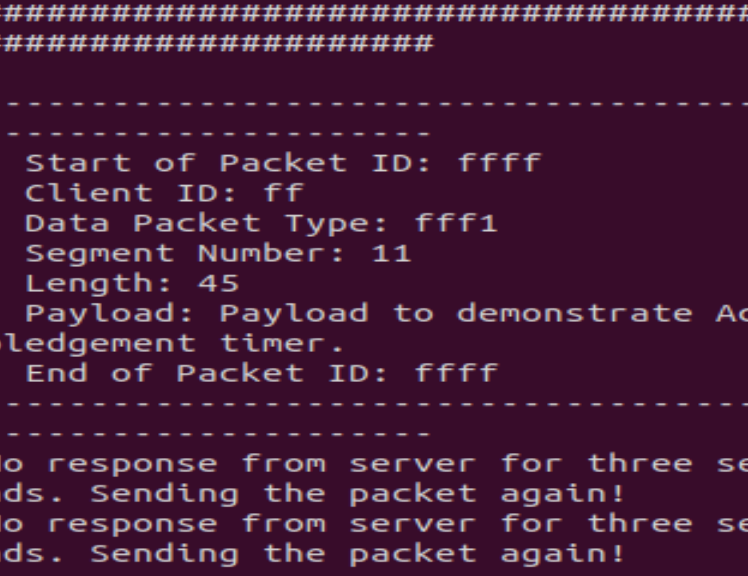 ###################################
####################
-----------------------------------
--------------------
Start of Packet ID: ffff
Client ID: ff
Data Packet Type: fff1
Segment Number: 11
Length: 45
Payload: Payload to demonstrate Ac
ledgement timer.
End of Packet ID: ffff
-----------------------------------
--------------------
o response from server for three se
ds. Sending the packet again!
o response from server for three se
ds. Sending the packet again!